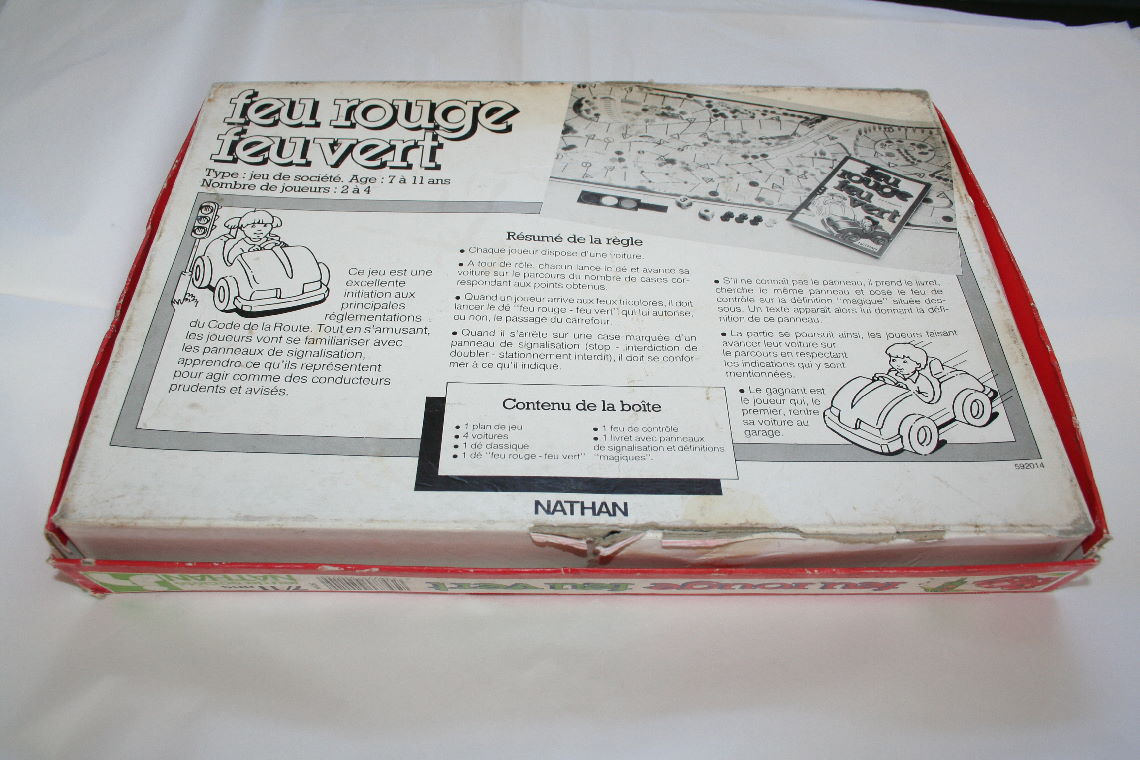 feu rouge
feu vert
Type : jeu de société. Age : 7 à 11 ans
Nombre de joueurs : 2 à 4
feu
rouge
feu
vert
Ce jeu est une
excellente
initiation aux
principales
réglementations
du Code de la Route. Tout en s'amusant,
les joueurs vont se familiariser avec
les panneaux de signalisation,
apprendre ce qu'ils représentent
pour agir comme des conducteurs
prudents et avisés.
Résumé de la règle
• Chaque joueur dispose d'une voiture.
• A tour de rôle, chacun lance le dé et avance sa
voiture sur le parcours du nombre de cases cor-
respondant aux points obtenus.
• Quand un joueur arrive aux feux tricolores, il doit
lancer le dé "feu rouge - feu vert" qui lui autorise,
ou non, le passage du carrefour.
• Quand il s'arrête sur une case marquée d'un
panneau de signalisation (stop - interdiction de
doubler - stationnement interdit), il doit se confor-
mer à ce qu'il indique.
• S'il ne connaît pas le panneau, il prend le livret,
cherche le même panneau et pose le feu de
contrôle sur la définition "magique" située des-
sous. Un texte apparaît alors lui donnant la défi-
nition de ce panneau.
• La partie se poursuit ainsi, les joueurs faisant
avancer leur voiture sur
le parcours en respectant
les indications qui y sont
mentionnées.
• Le gagnant est
le joueur qui, le
premier, rentre
sa voiture au
garage.
Contenu de la boîte
• 1 plan de jeu
• 4 voitures
• 1 dé classique
• 1 dé "feu rouge - feu vert"
• 1 feu de contrôle
• 1 livret avec panneaux
de signalisation et définitions
"magiques".
592014
NATHAN
feu rouge feu vert
7/11 ans
NATHAN